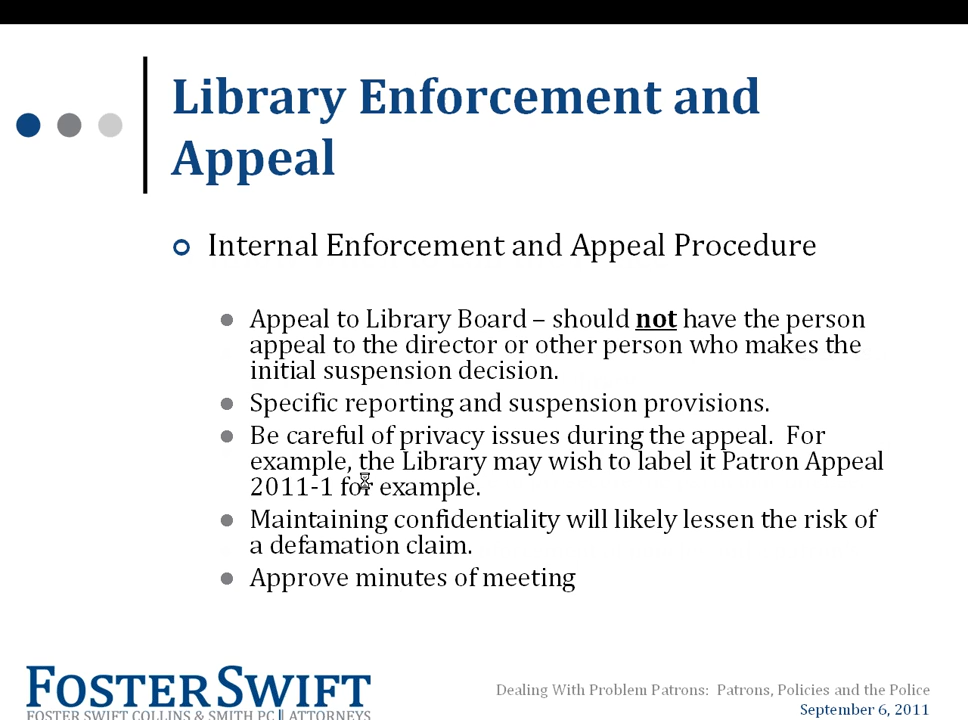 Library Enforcement and
Appeal
Internal Enforcement and Appeal Procedure
Appeal to Library Board – should not have the person
appeal to the director or other person who makes the
initial suspension decision.
Specific reporting and suspension provisions.
Be careful of privacy issues during the appeal.  For
example, the Library may wish to label it Patron Appeal
2011-1 for example.
Maintaining confidentiality will likely lessen the risk of
a defamation claim.
Approve minutes of meeting
FOSTER SWIFT
FOSTER SWIFT COLLINS & SMITH PC || ATTORNEYS
Dealing With Problem Patrons:  Patrons, Policies and the Police
September 6, 2011